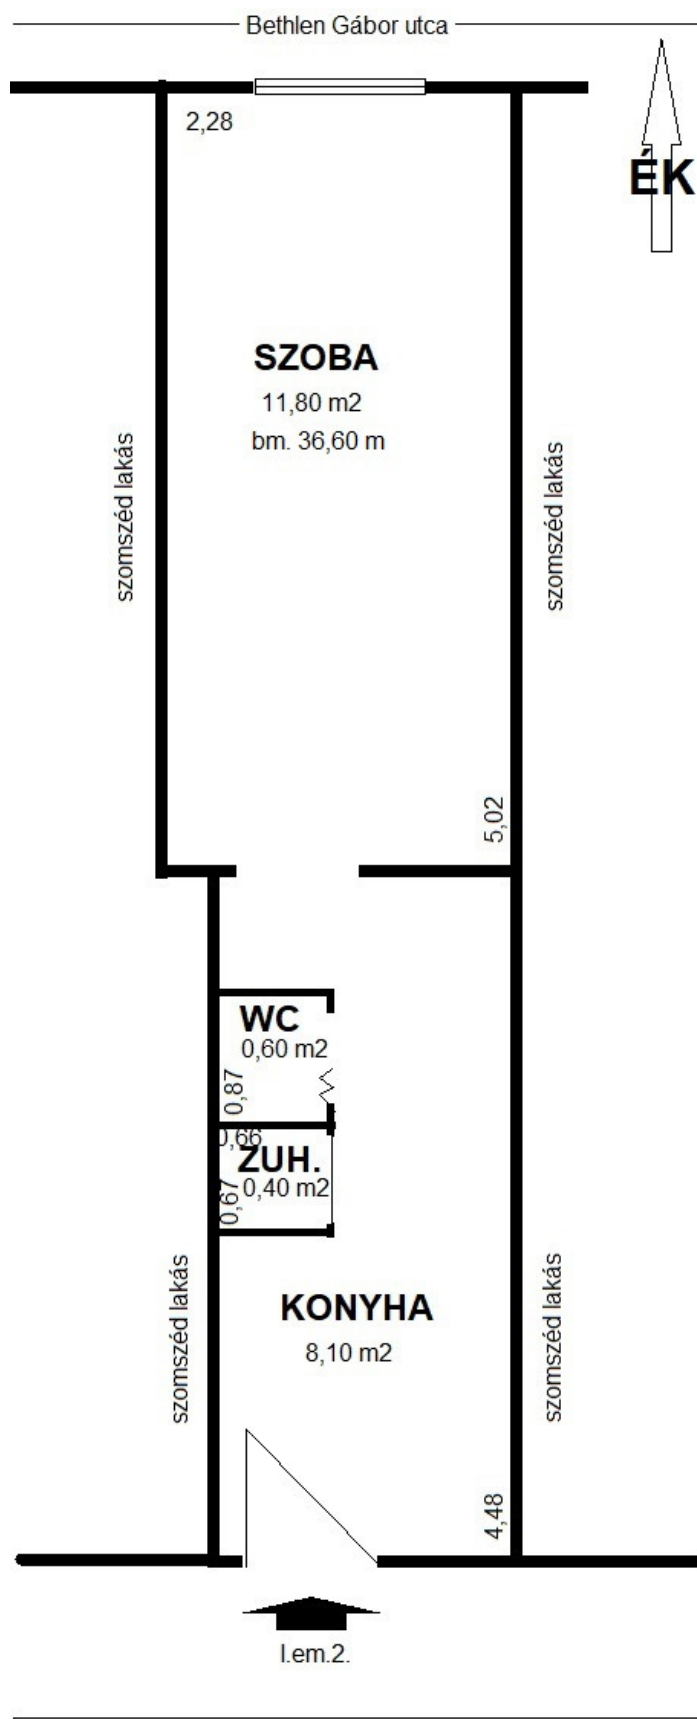 Bethlen Gábor utca
2,28
ÉK
SZOBA
11,80 m2
bm. 36,60 m
szomszéd lakás
szomszéd lakás
5,02
WC
0,60 m2
0,87
0,66
ZUH.
0,40 m2
0,67
szomszéd lakás
szomszéd lakás
KONYHA
8,10 m2
4,48
I.em.2.